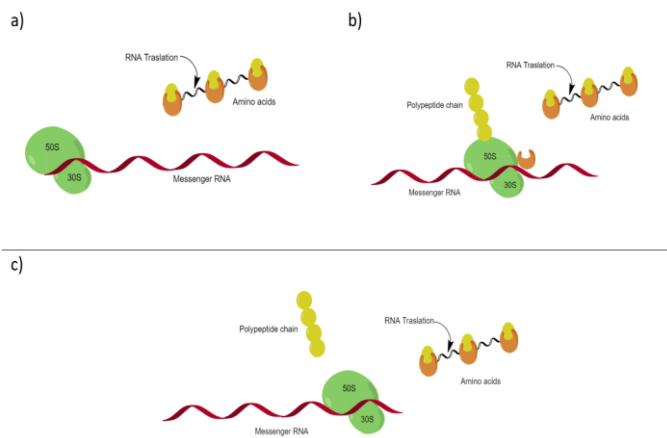 a)
RNA Traslation
Amino acids
50S
30S
Messenger RNA
b)
RNA Traslation
Polypeptide chain
Amino acids
50S
30S
Messenger RNA
c)
Polypeptide chain
RNA Traslation
Amino acids
50S
30S
Messenger RNA